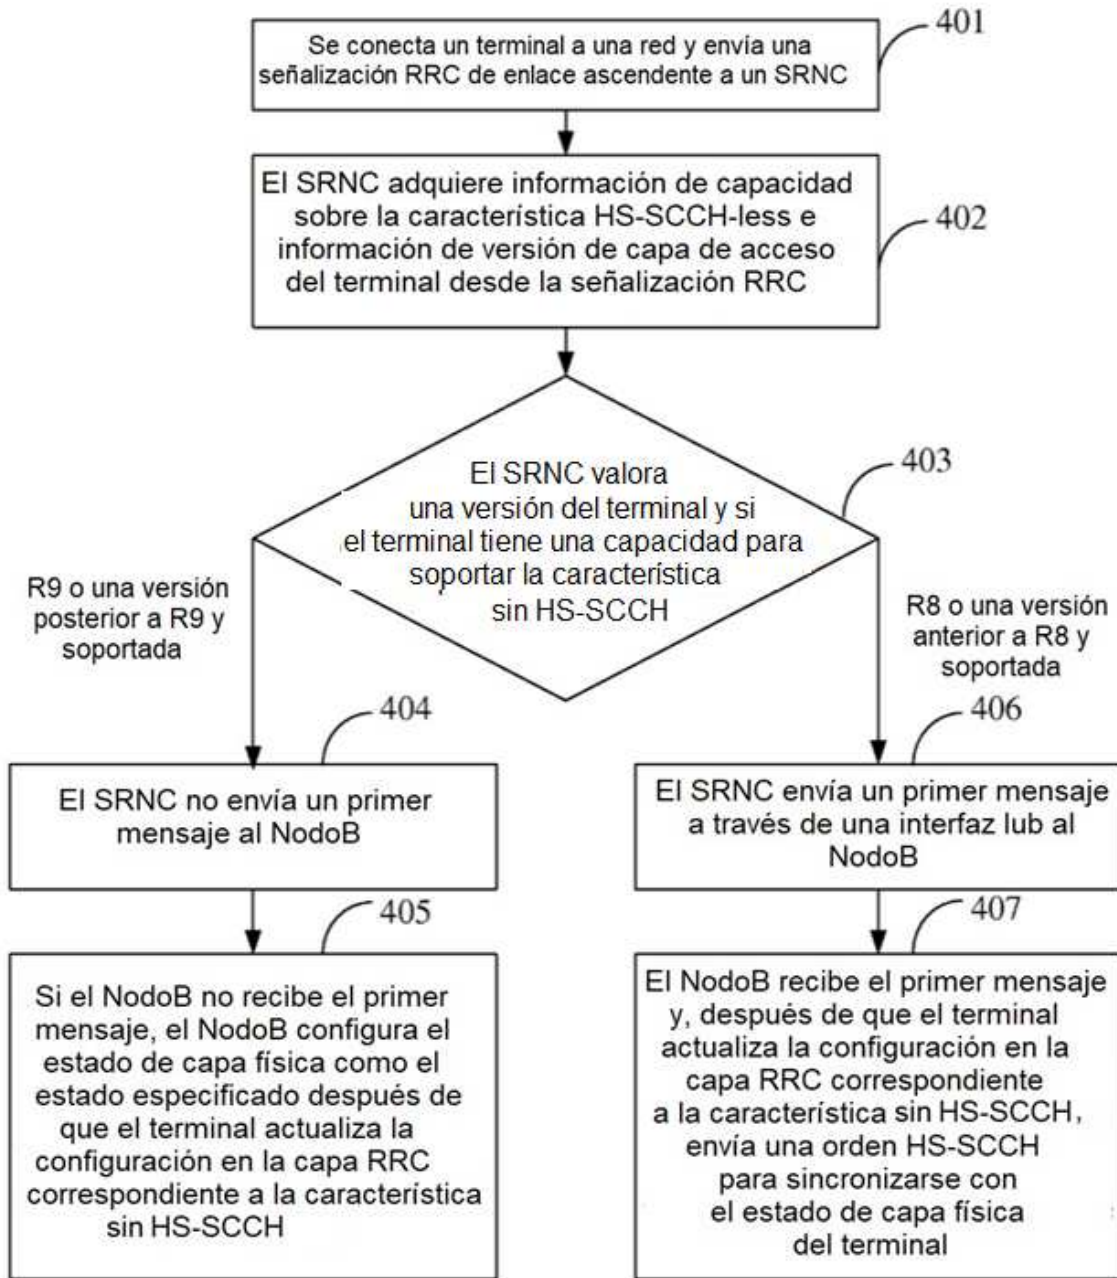 Se conecta un terminal a una red y envía una
señalización RRC de enlace ascendente a un SRNC
401
El SRNC adquiere información de capacidad
sobre la característica HS-SCCH-less e
información de versión de capa de acceso
del terminal desde la señalización RRC
402
El SRNC valora
una versión del terminal y si
el terminal tiene una capacidad para
soportar la característica
sin HS-SCCH
403
R9 o una versión
posterior a R9 y
soportada
R8 o una versión
anterior a R8 y
soportada
404
El SRNC no envía un primer
mensaje al NodoB
406
El SRNC envía un primer mensaje
a través de una interfaz lub al
NodoB
405
Si el NodoB no recibe el primer
mensaje, el NodoB configura el
estado de capa física como el
estado especificado después de
que el terminal actualiza la
configuración en la capa RRC
correspondiente a la característica
sin HS-SCCH
407
El NodoB recibe el primer mensaje
y, después de que el terminal
actualiza la configuración en la
capa RRC correspondiente
a la característica sin HS-SCCH,
envía una orden HS-SCCH
para sincronizarse con
el estado de capa física
del terminal